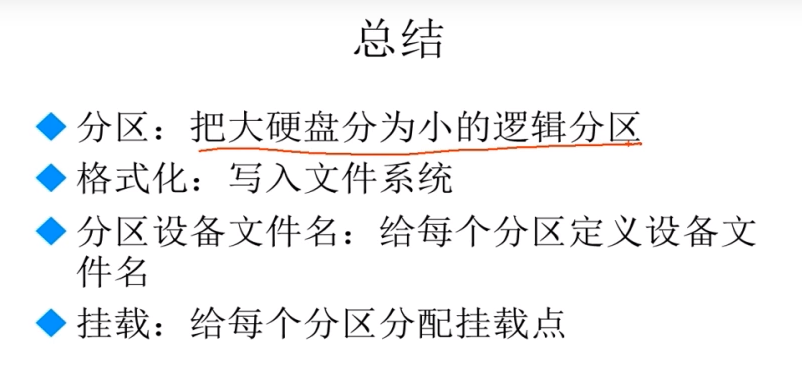 总结
分区：把大硬盘分为小的逻辑分区
格式化：写入文件系统
分区设备文件名：给每个分区定义设备文
件名
挂载：给每个分区分配挂载点